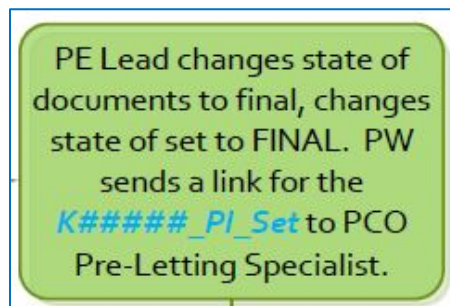 PE Lead changes state of
documents to final, changes
state of set to FINAL.  PW
sends a link for the
K#####_PI_Set to PCO
Pre-Letting Specialist.